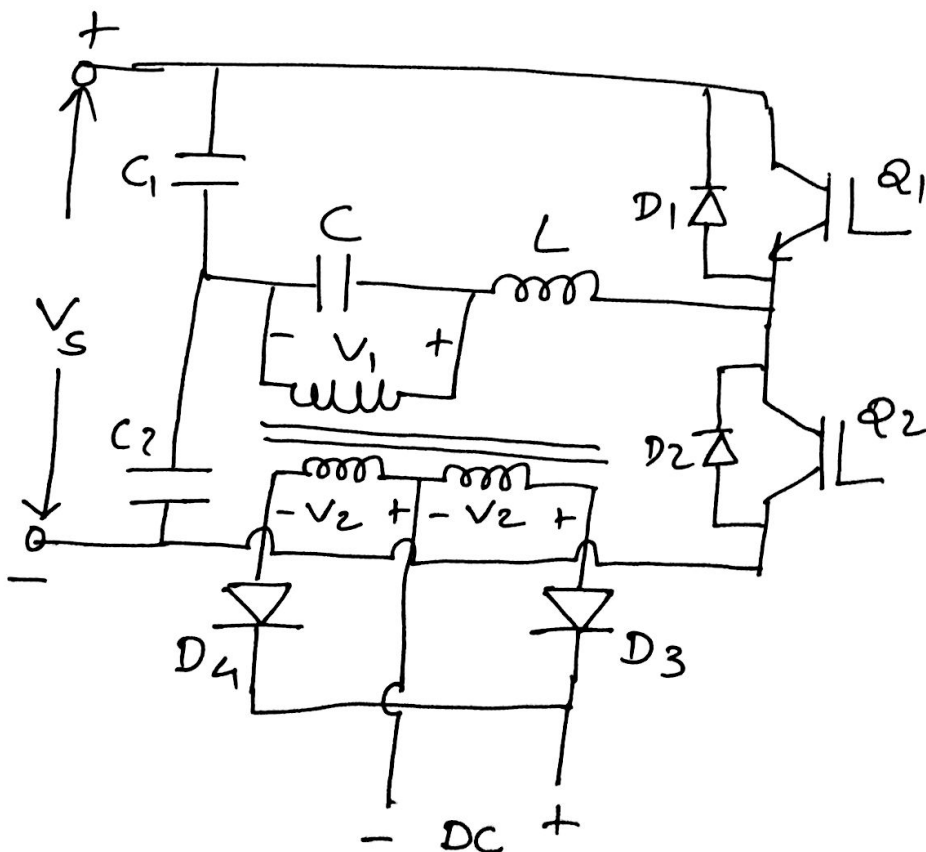 +
C1
D1
Q1
C
L
Vs
- V1 +
C2
D2
Q2
- V2 + - V2 +
-
D4
D3
- DC +